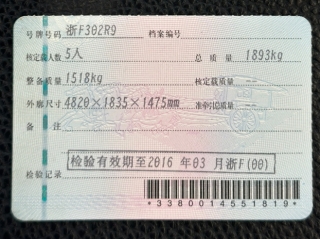 号牌号码 浙F302R9 档案编号
核定载人数 5人 总质量 1893kg
整备质量 1518kg 核定载质量 --
外廓尺寸 4820×1835×1475mm 准牵引总质量 --
备注
检验有效期至2016 年 03 月浙F(00)
检验记录
*3380014551819*